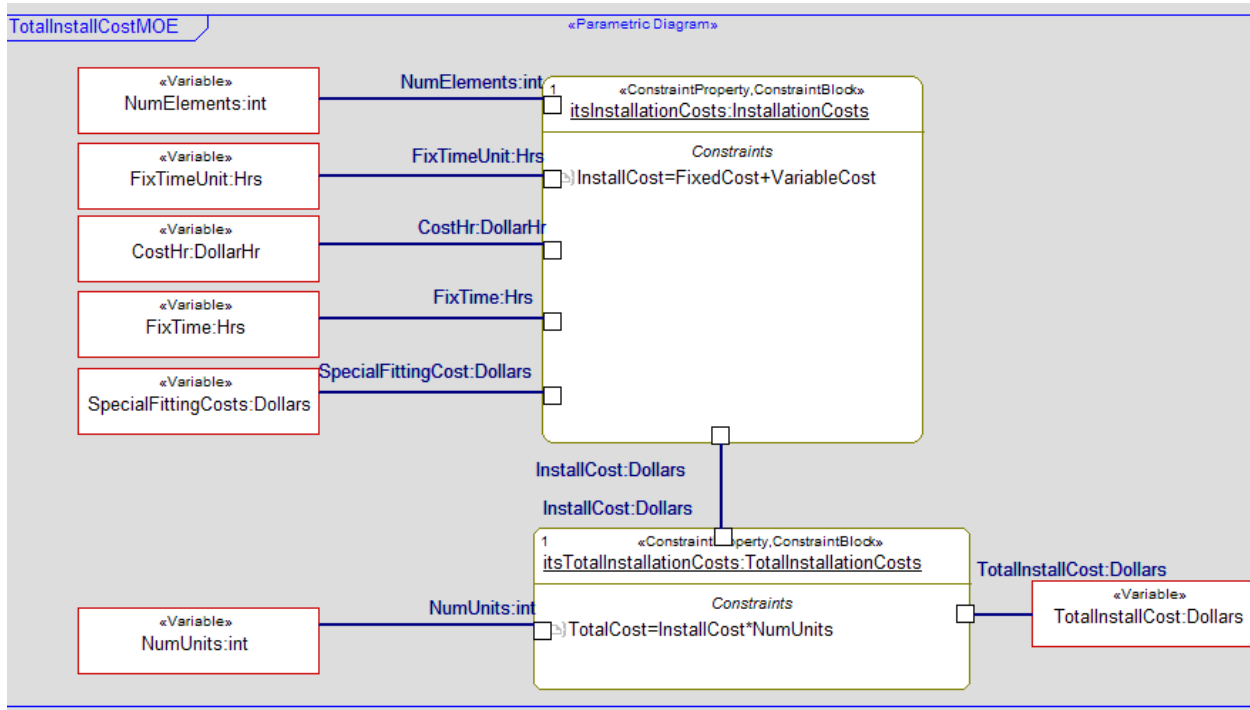 TotalInstallCostMOE
«Parametric Diagram»
«Variable»
NumElements:int
NumElements:int
1
«ConstraintProperty,ConstraintBlock»
itsInstallationCosts:InstallationCosts
Constraints
InstallCost=FixedCost+VariableCost
«Variable»
FixTimeUnit:Hrs
FixTimeUnit:Hrs
«Variable»
CostHr:DollarHr
CostHr:DollarHr
«Variable»
FixTime:Hrs
FixTime:Hrs
«Variable»
SpecialFittingCosts:Dollars
SpecialFittingCost:Dollars
InstallCost:Dollars
InstallCost:Dollars
1
«Constraint perty,ConstraintBlock»
itsTotalInstallationCosts:TotalInstallationCosts
Constraints
TotalCost=InstallCost*NumUnits
«Variable»
NumUnits:int
NumUnits:int
TotalInstallCost:Dollars
«Variable»
TotalInstallCost:Dollars